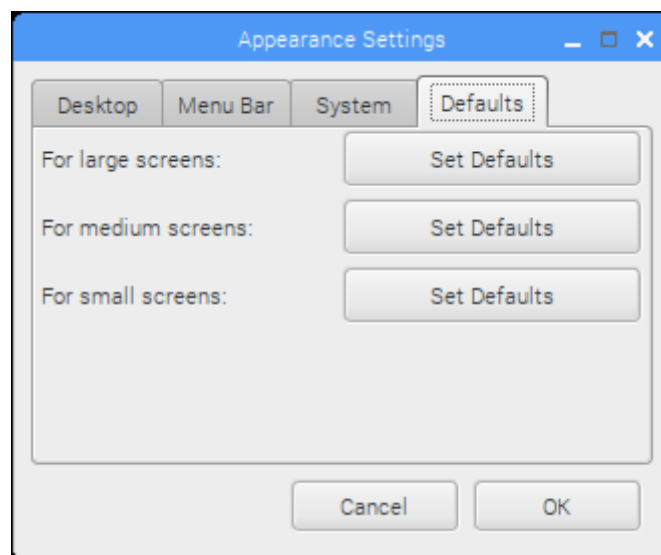 Appearance Settings
Desktop Menu Bar System Defaults
For large screens: Set Defaults
For medium screens: Set Defaults
For small screens: Set Defaults
Cancel OK